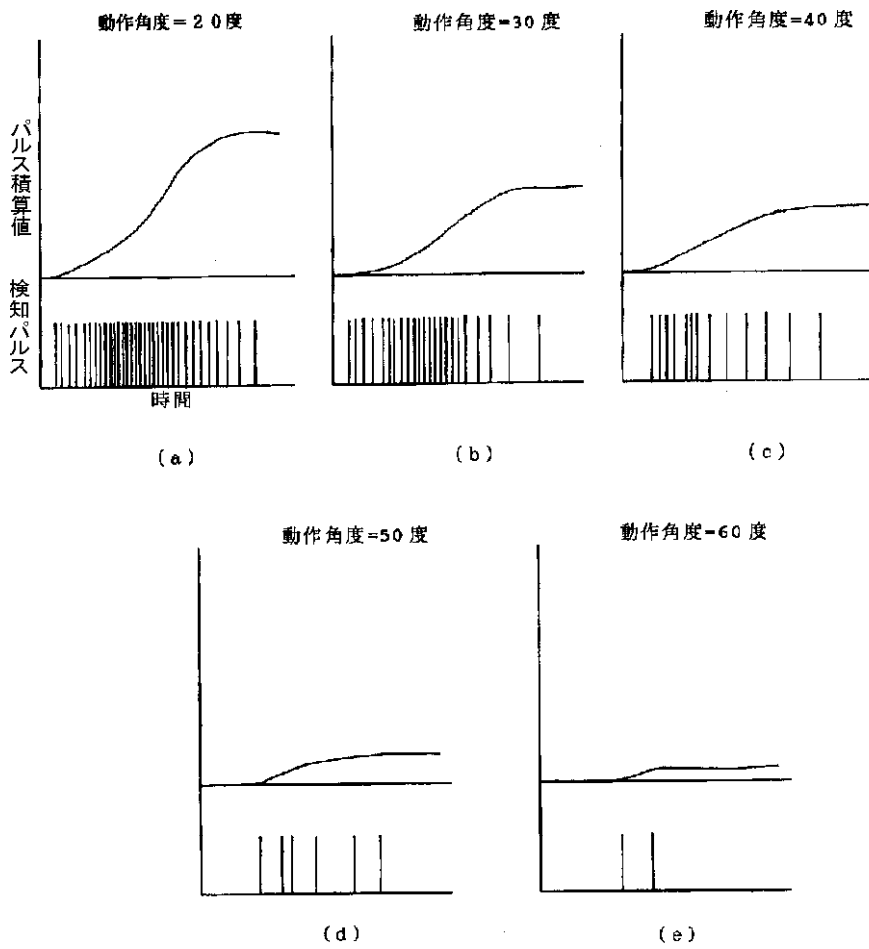 動作角度=20度
動作角度=30度
動作角度=40度
パルス積算値
検知パルス
時間
(a)
(b)
(c)
動作角度=50度
動作角度=60度
(d)
(e)